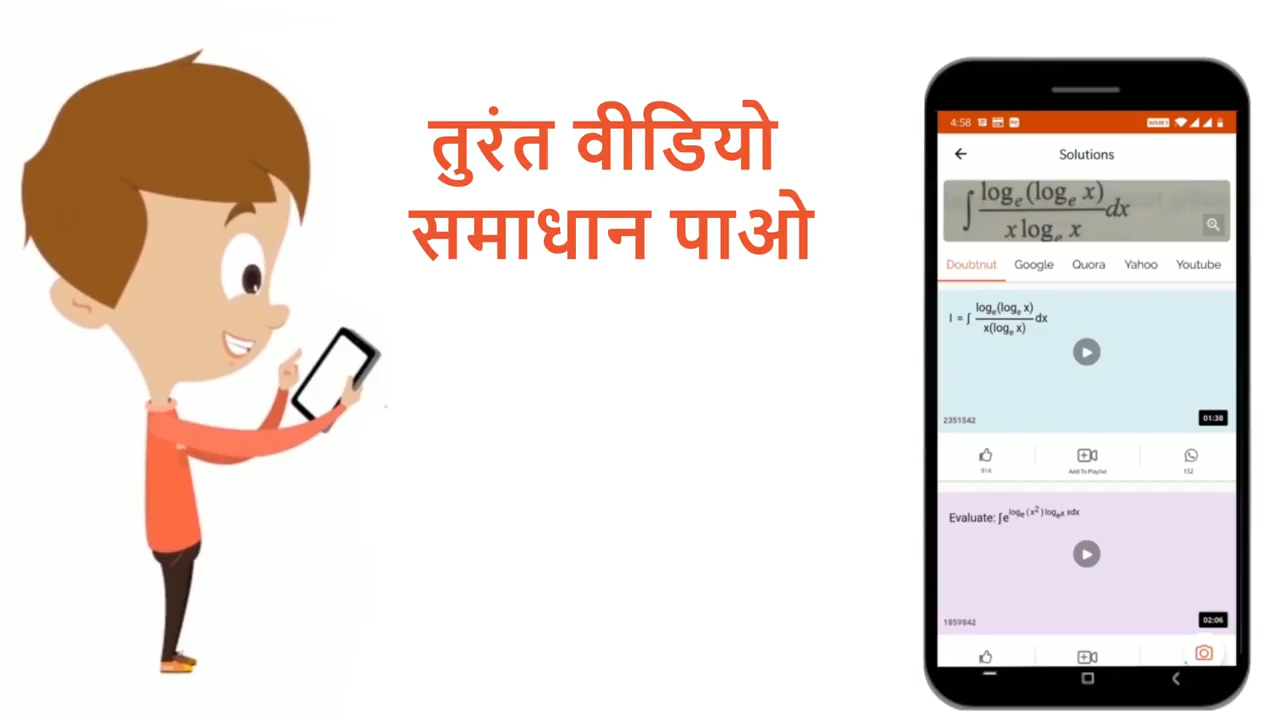 तुरंत वीडियो
समाधान पाओ
4:58
Solutions
∫ logₑ(logₑ x) / x logₑ x dx
Doubtnut Google Quora Yahoo Youtube
I = ∫ logₑ(logₑ x) / x(logₑ x) dx
2351542 01:38
914 Add To Playlist 152
Evaluate: ∫e^logₑ(x²)logₑx xdx
1859842 02:06